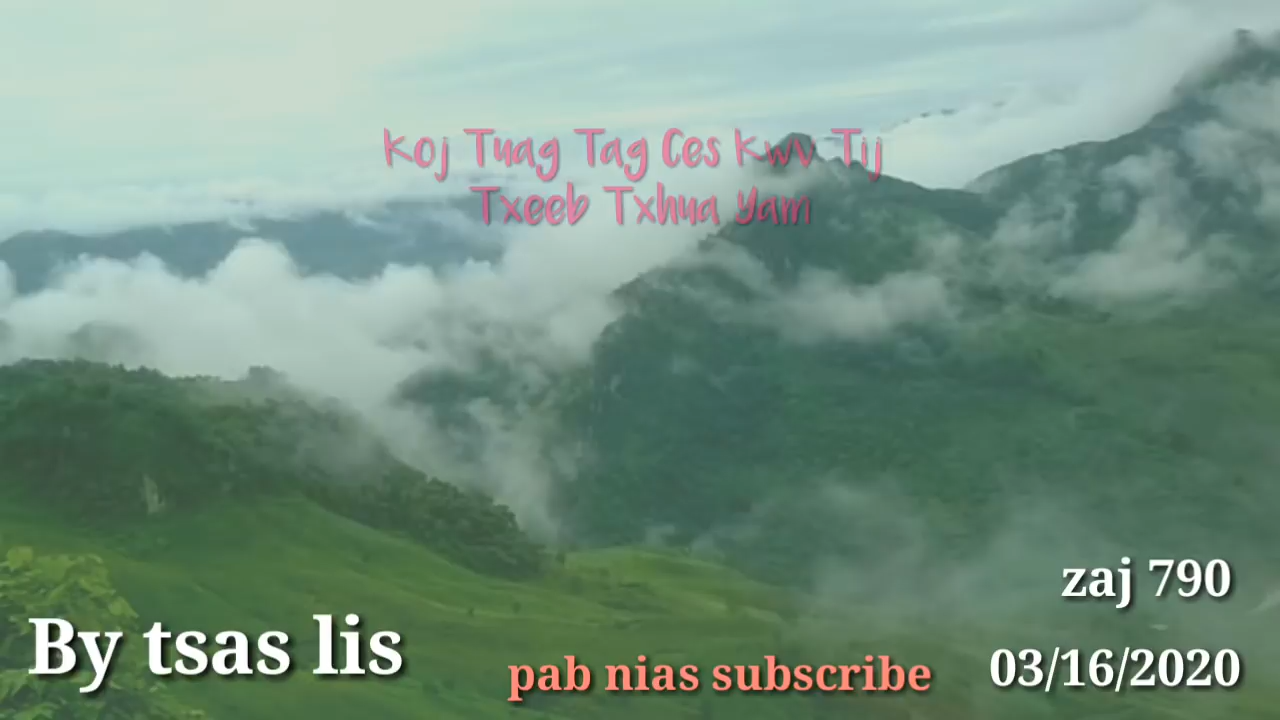 Koj Tuag Tag Ces Kwv Tij
Txeeb Txhua Yam
zaj 790
By tsas lis
pab nias subscribe
03/16/2020